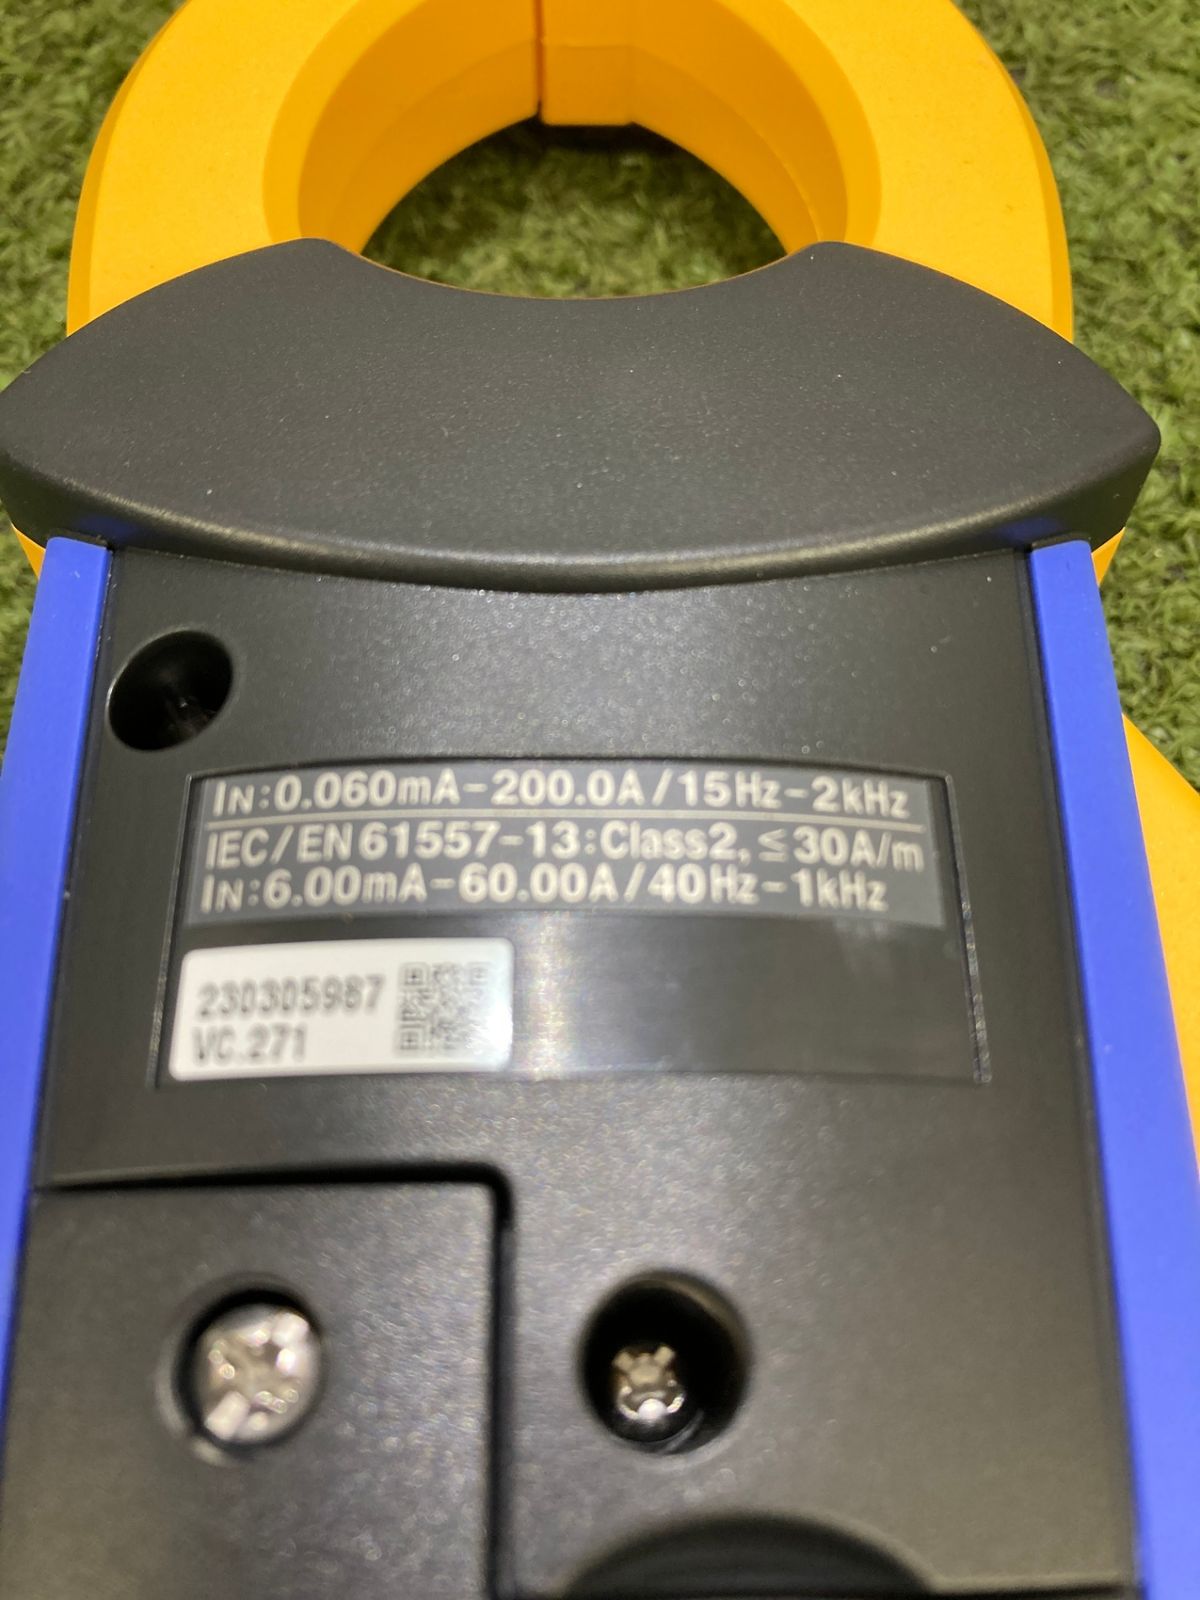 IN:0.060mA-200.0A/15Hz-2kHz
IEC/EN 61557-13:Class2, ≤30A/m
IN:6.00mA-60.00A/40Hz-1kHz
230305987
VC.271